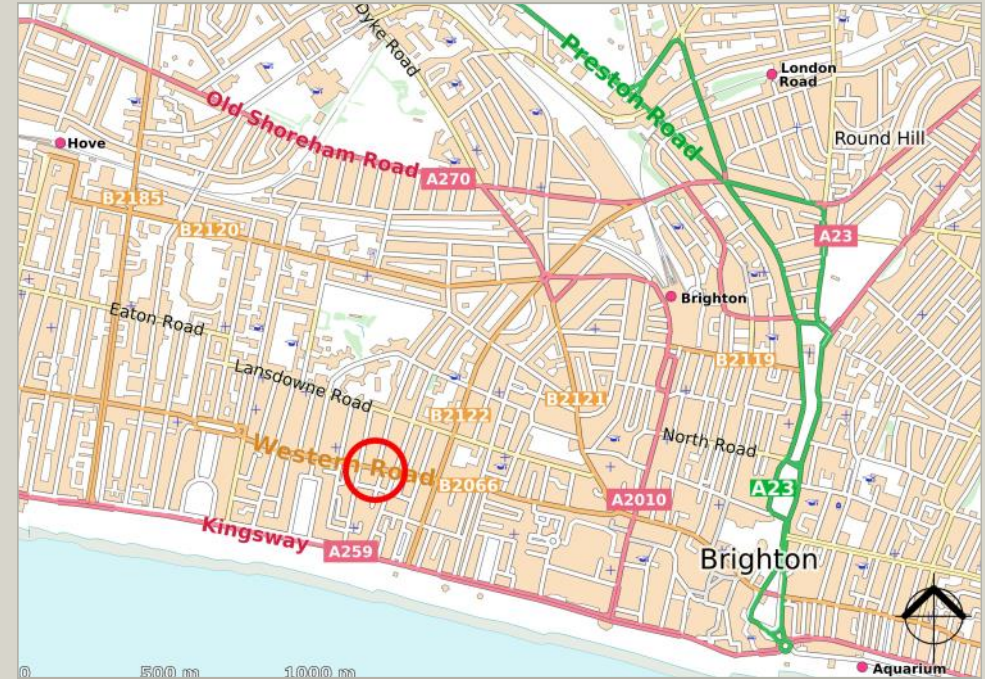 Dyke Road
Preston Road
London
Road
Old Shoreham Road
Round Hill
Hove
A270
B2185
B2120
A23
Brighton
Eaton Road
B2119
Lansdowne Road
B2121
B2122
North Road
Western Road
B2066
A23
A2010
Kingsway
A259
Brighton
0
500 m
1000 m
Aquarium